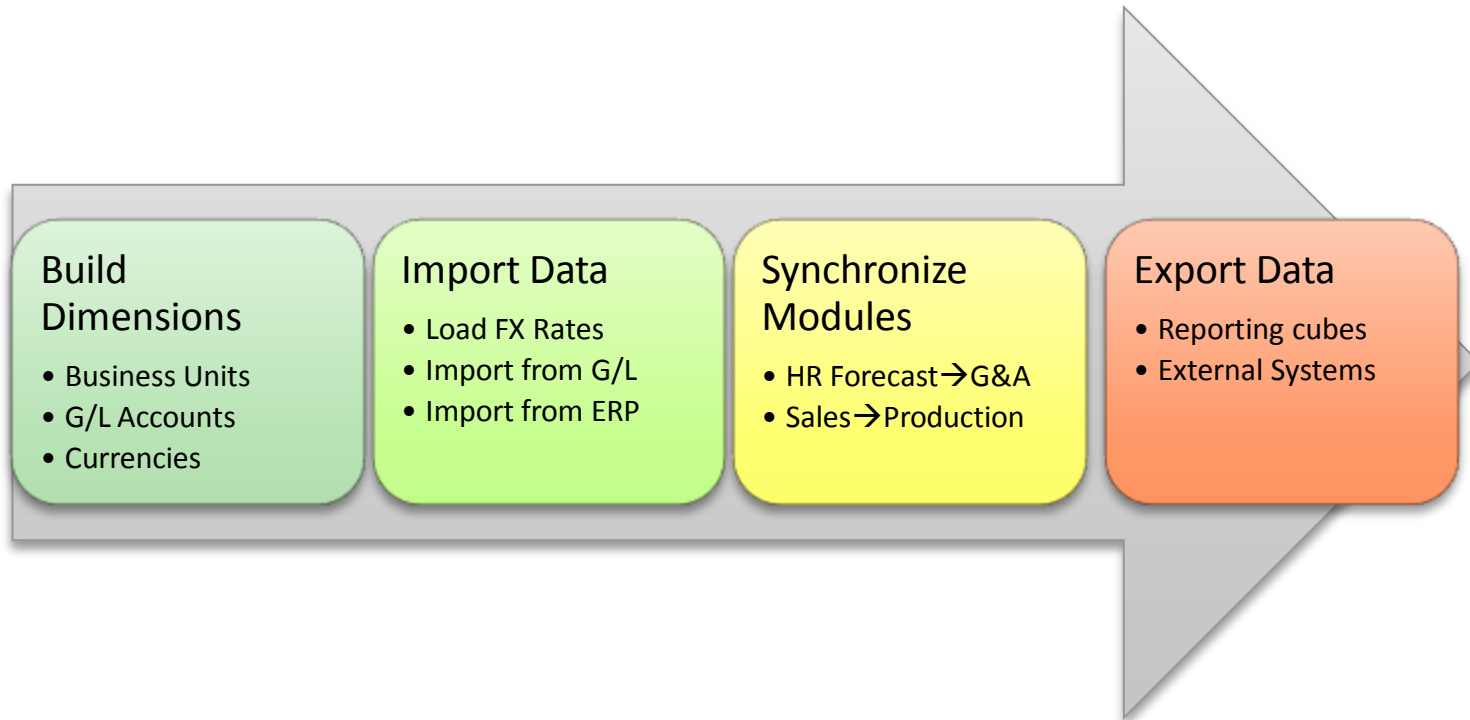 Build
Dimensions
• Business Units
• G/L Accounts
• Currencies
Import Data
• Load FX Rates
• Import from G/L
• Import from ERP
Synchronize
Modules
• HR Forecast→G&A
• Sales→Production
Export Data
• Reporting cubes
• External Systems